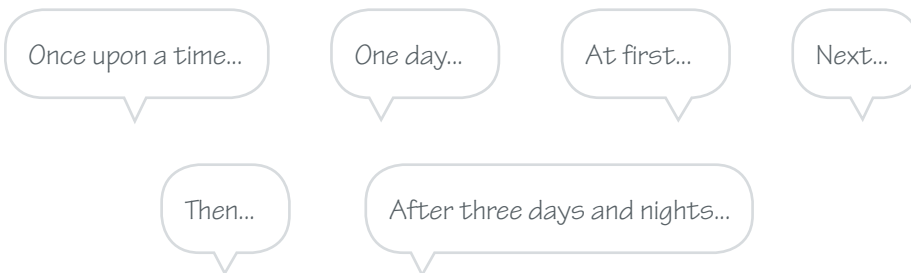 Once upon a time...
One day...
At first...
Next...
Then...
After three days and nights...